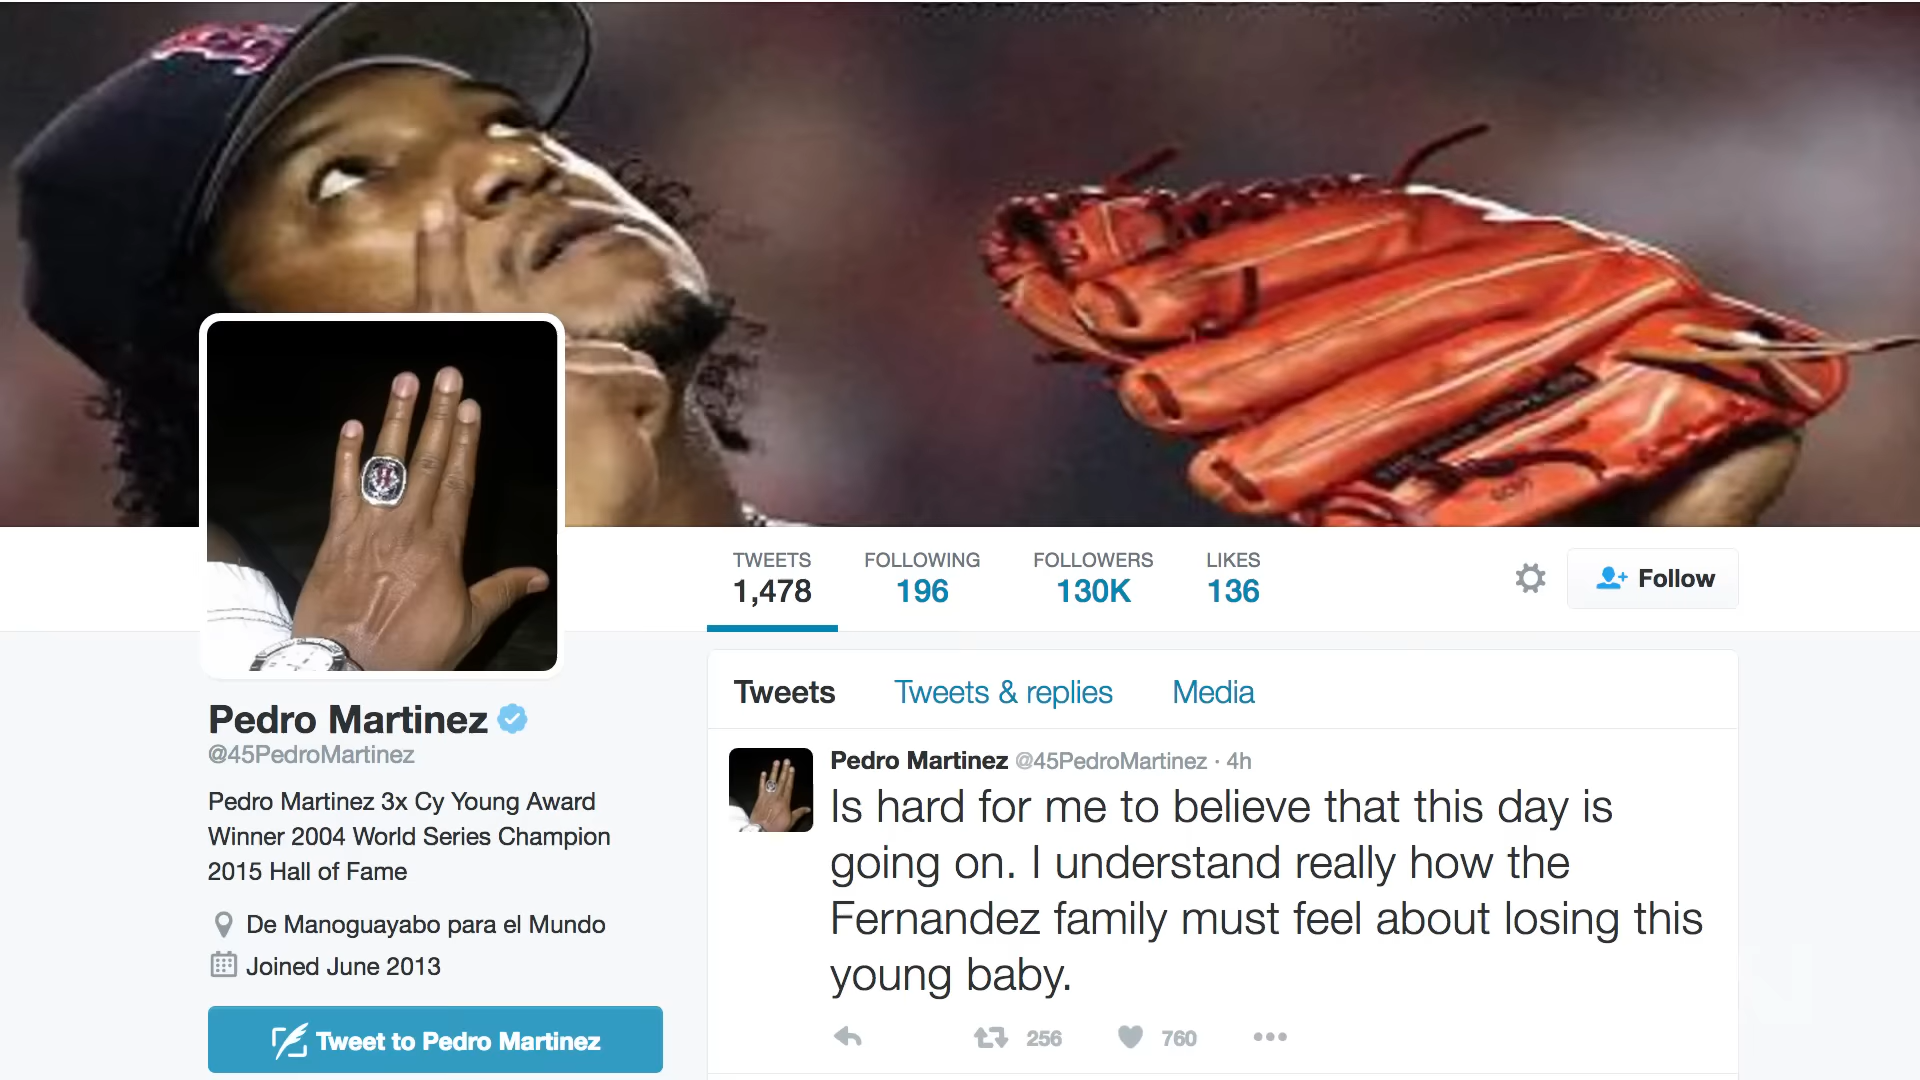 TWEETS FOLLOWING FOLLOWERS LIKES
1,478 196 130K 136
Follow
Pedro Martinez
@45PedroMartinez
Pedro Martinez 3x Cy Young Award
Winner 2004 World Series Champion
2015 Hall of Fame
De Manoguayabo para el Mundo
Joined June 2013
Tweet to Pedro Martinez
Tweets Tweets & replies Media
Pedro Martinez @45PedroMartinez · 4h
Is hard for me to believe that this day is
going on. I understand really how the
Fernandez family must feel about losing this
young baby.
256 760